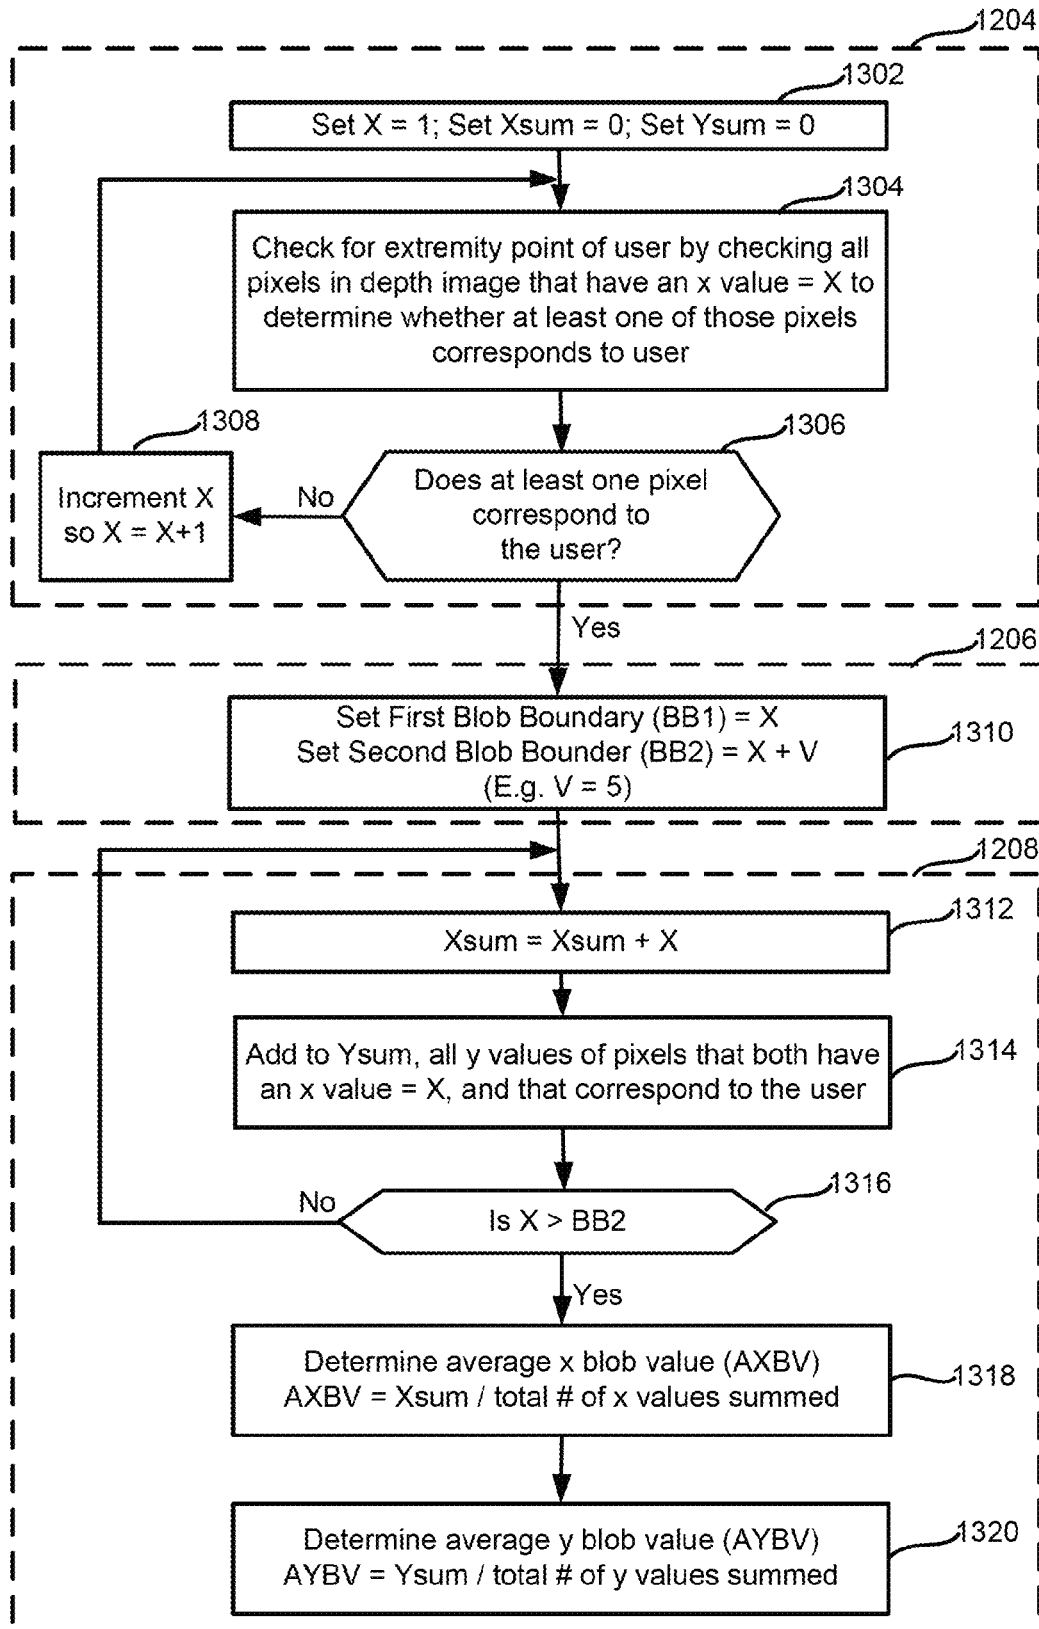 1204
1302
Set X = 1; Set Xsum = 0; Set Ysum = 0
1304
Check for extremity point of user by checking all
pixels in depth image that have an x value = X to
determine whether at least one of those pixels
corresponds to user
1308
1306
Increment X
so X = X+1
No
Does at least one pixel
correspond to
the user?
Yes
1206
Set First Blob Boundary (BB1) = X
Set Second Blob Bounder (BB2) = X + V
(E.g. V = 5)
1310
1208
1312
Xsum = Xsum + X
Add to Ysum, all y values of pixels that both have
an x value = X, and that correspond to the user
1314
1316
No
Is X > BB2
Yes
Determine average x blob value (AXBV)
AXBV = Xsum / total # of x values summed
1318
Determine average y blob value (AYBV)
AYBV = Ysum / total # of y values summed
1320